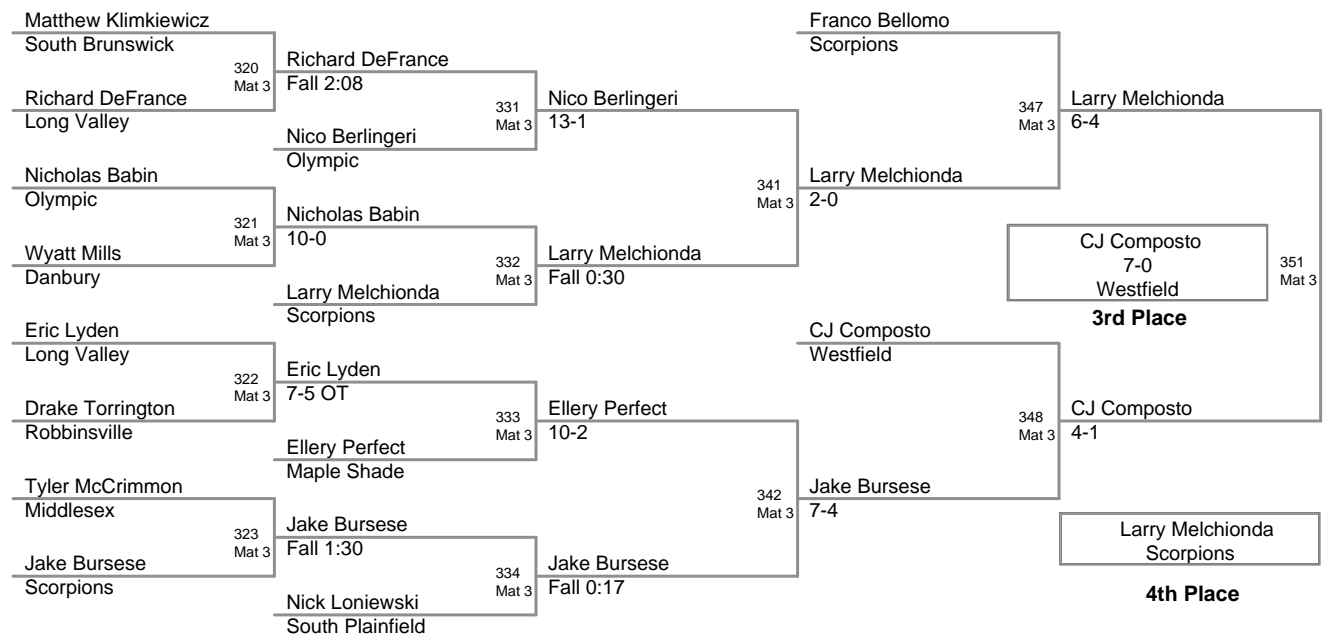 Matthew Klimkiewicz
South Brunswick
320
Mat 3
Richard DeFrance
Long Valley
Nicholas Babin
Olympic
321
Mat 3
Wyatt Mills
Danbury
Eric Lyden
Long Valley
322
Mat 3
Drake Torrington
Robbinsville
Tyler McCrimmon
Middlesex
323
Mat 3
Jake Bursese
Scorpions
Richard DeFrance
Fall 2:08
331
Mat 3
Nico Berlingeri
Olympic
Nicholas Babin
10-0
332
Mat 3
Larry Melchionda
Scorpions
Eric Lyden
7-5 OT
333
Mat 3
Ellery Perfect
Maple Shade
Jake Bursese
Fall 1:30
334
Mat 3
Nick Loniewski
South Plainfield
Nico Berlingeri
13-1
341
Mat 3
Larry Melchionda
Fall 0:30
Ellery Perfect
10-2
342
Mat 3
Jake Bursese
Fall 0:17
Franco Bellomo
Scorpions
347
Mat 3
Larry Melchionda
2-0
CJ Composto
Westfield
348
Mat 3
Jake Bursese
7-4
Larry Melchionda
6-4
351
Mat 3
CJ Composto
4-1
CJ Composto
7-0
Westfield
3rd Place
Larry Melchionda
Scorpions
4th Place